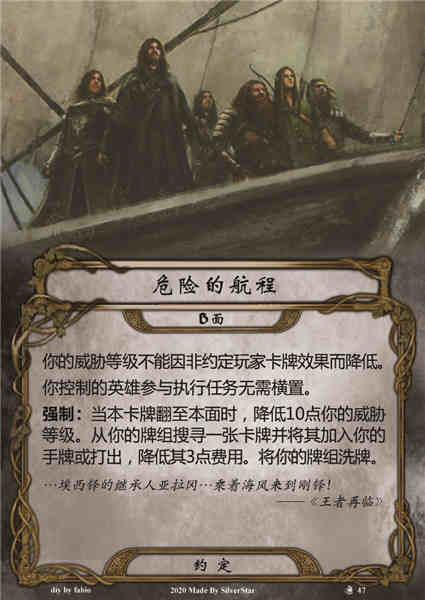 危险的航程
B面
你的威胁等级不能因非约定玩家卡牌效果而降低。
你控制的英雄参与执行任务无需横置。
强制：当本卡牌翻至本面时，降低10点你的威胁
等级。从你的牌组搜寻一张卡牌并将其加入你的
手牌或打出，降低其3点费用。将你的牌组洗牌。
…埃西铎的继承人亚拉冈…乘着海风来到刚铎！
——《王者再临》
约定
diy by fabio
2020 Made By SilverStar
47